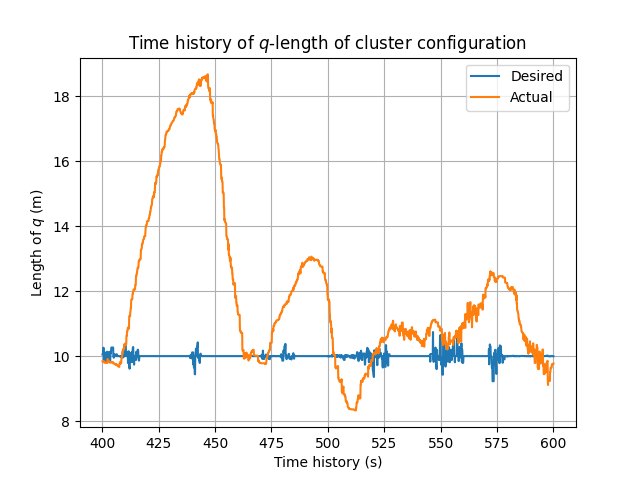 Time history of q-length of cluster configuration
Desired
Actual
Length of q (m)
18
16
14
12
10
8
400 425 450 475 500 525 550 575 600
Time history (s)